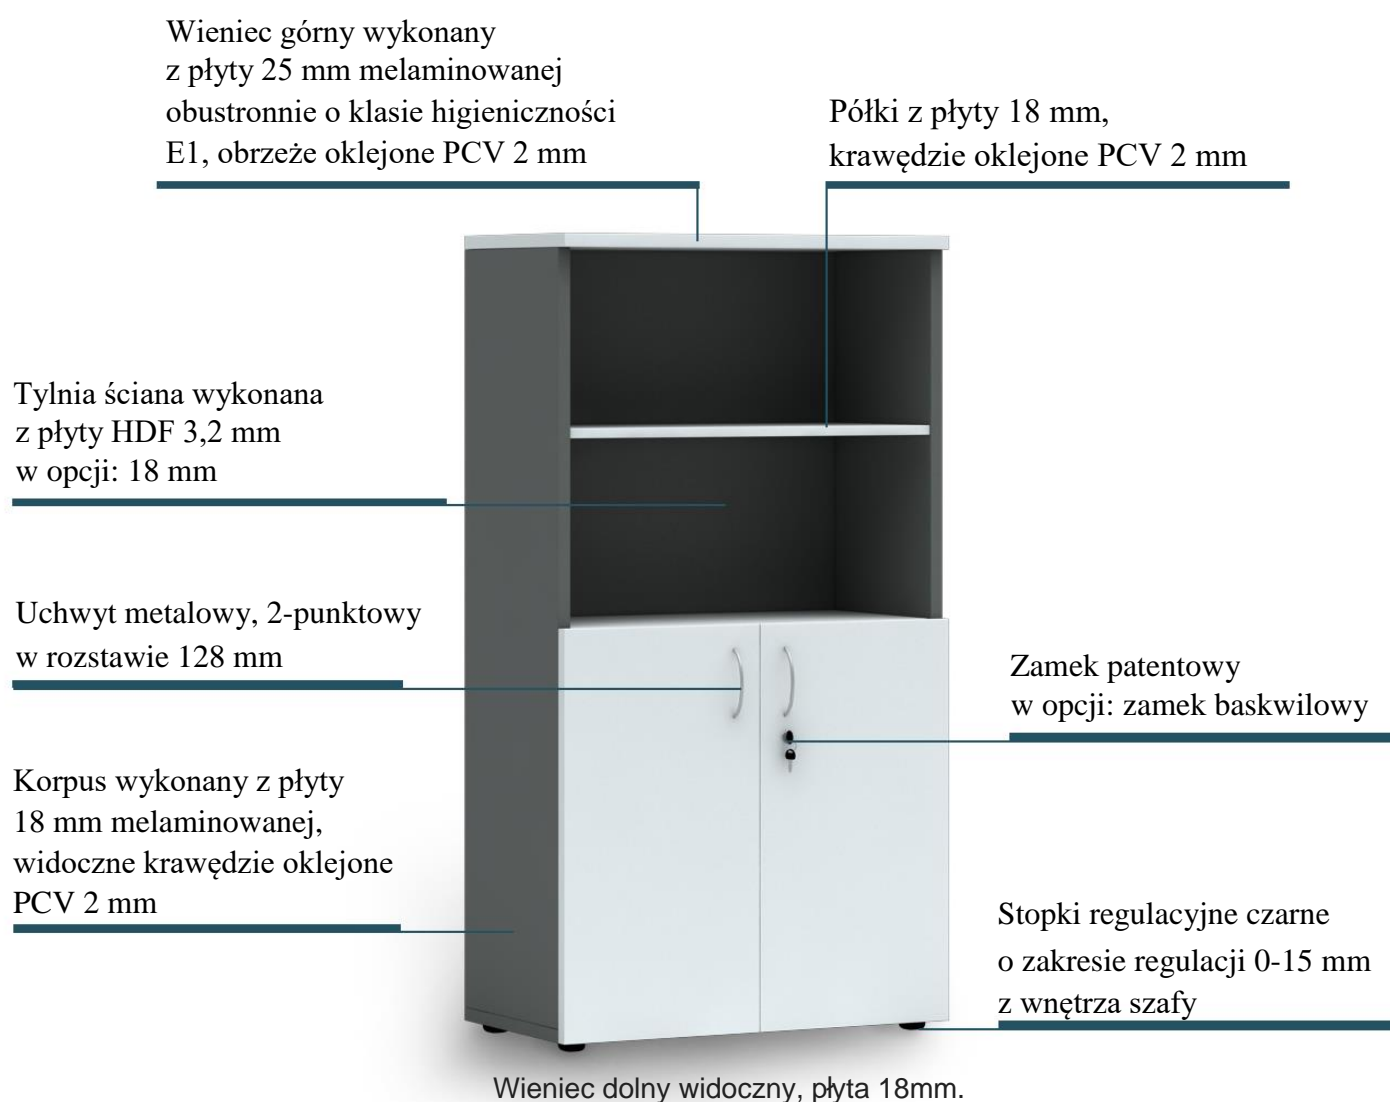 Wieniec górny wykonany
z płyty 25 mm melaminowanej
obustronnie o klasie higieniczności
E1, obrzeże oklejone PCV 2 mm
Półki z płyty 18 mm,
krawędzie oklejone PCV 2 mm
Tylnia ściana wykonana
z płyty HDF 3,2 mm
w opcji: 18 mm
Uchwyt metalowy, 2-punktowy
w rozstawie 128 mm
Zamek patentowy
w opcji: zamek baskwilowy
Korpus wykonany z płyty
18 mm melaminowanej,
widoczne krawędzie oklejone
PCV 2 mm
Stopki regulacyjne czarne
o zakresie regulacji 0-15 mm
z wnętrza szafy
Wieniec dolny widoczny, płyta 18mm.